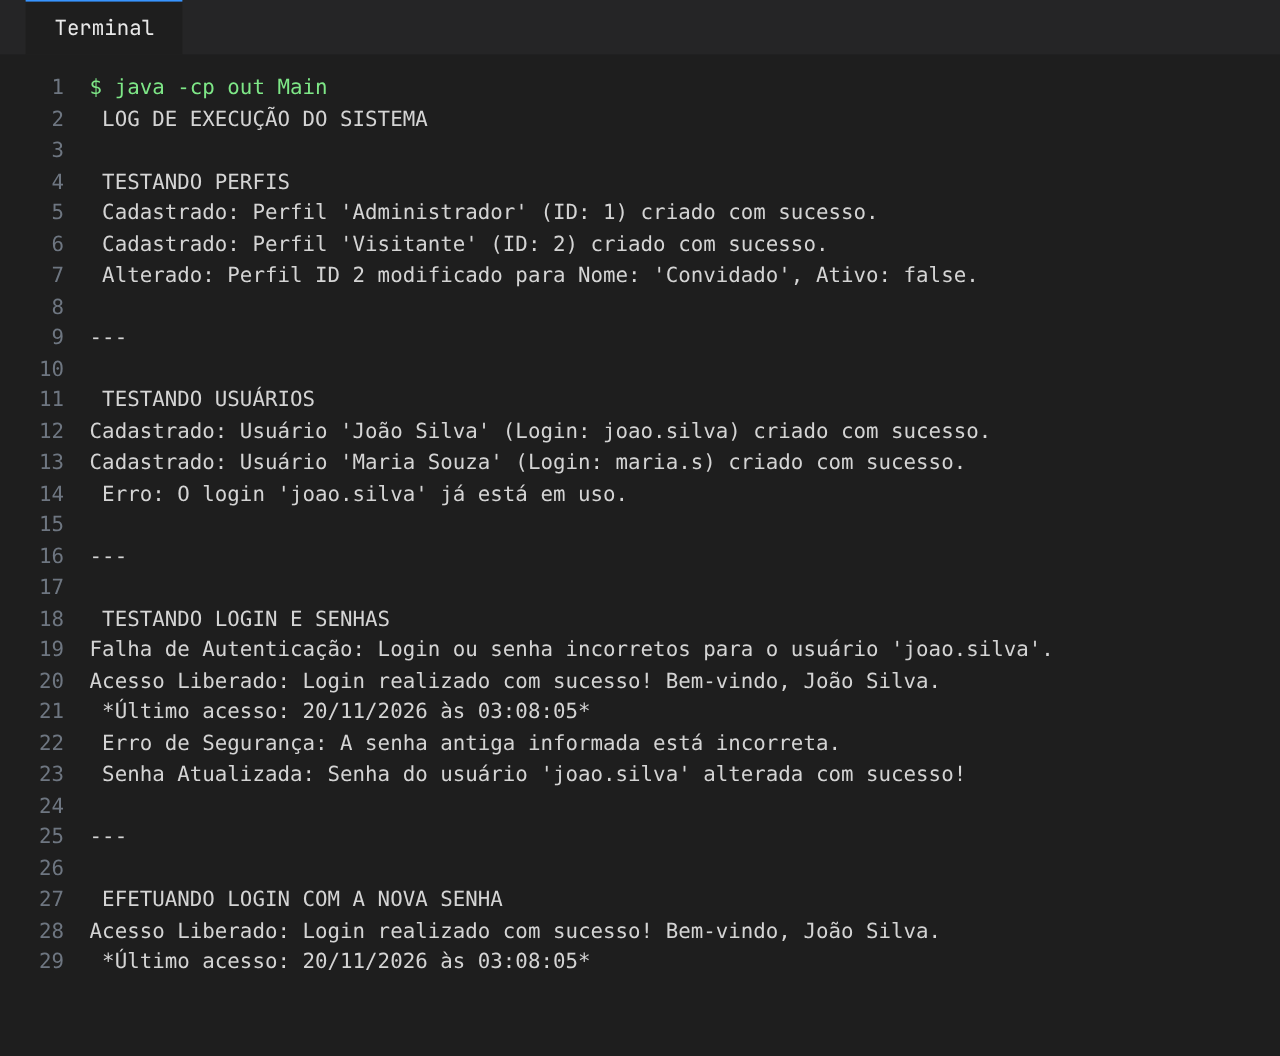 Terminal
1 $ java -cp out Main
2 LOG DE EXECUÇÃO DO SISTEMA
3
4 TESTANDO PERFIS
5 Cadastrado: Perfil 'Administrador' (ID: 1) criado com sucesso.
6 Cadastrado: Perfil 'Visitante' (ID: 2) criado com sucesso.
7 Alterado: Perfil ID 2 modificado para Nome: 'Convidado', Ativo: false.
8
9 ---
10
11 TESTANDO USUÁRIOS
12 Cadastrado: Usuário 'João Silva' (Login: joao.silva) criado com sucesso.
13 Cadastrado: Usuário 'Maria Souza' (Login: maria.s) criado com sucesso.
14 Erro: O login 'joao.silva' já está em uso.
15
16 ---
17
18 TESTANDO LOGIN E SENHAS
19 Falha de Autenticação: Login ou senha incorretos para o usuário 'joao.silva'.
20 Acesso Liberado: Login realizado com sucesso! Bem-vindo, João Silva.
21 *Último acesso: 20/11/2026 às 03:08:05*
22 Erro de Segurança: A senha antiga informada está incorreta.
23 Senha Atualizada: Senha do usuário 'joao.silva' alterada com sucesso!
24
25 ---
26
27 EFETUANDO LOGIN COM A NOVA SENHA
28 Acesso Liberado: Login realizado com sucesso! Bem-vindo, João Silva.
29 *Último acesso: 20/11/2026 às 03:08:05*